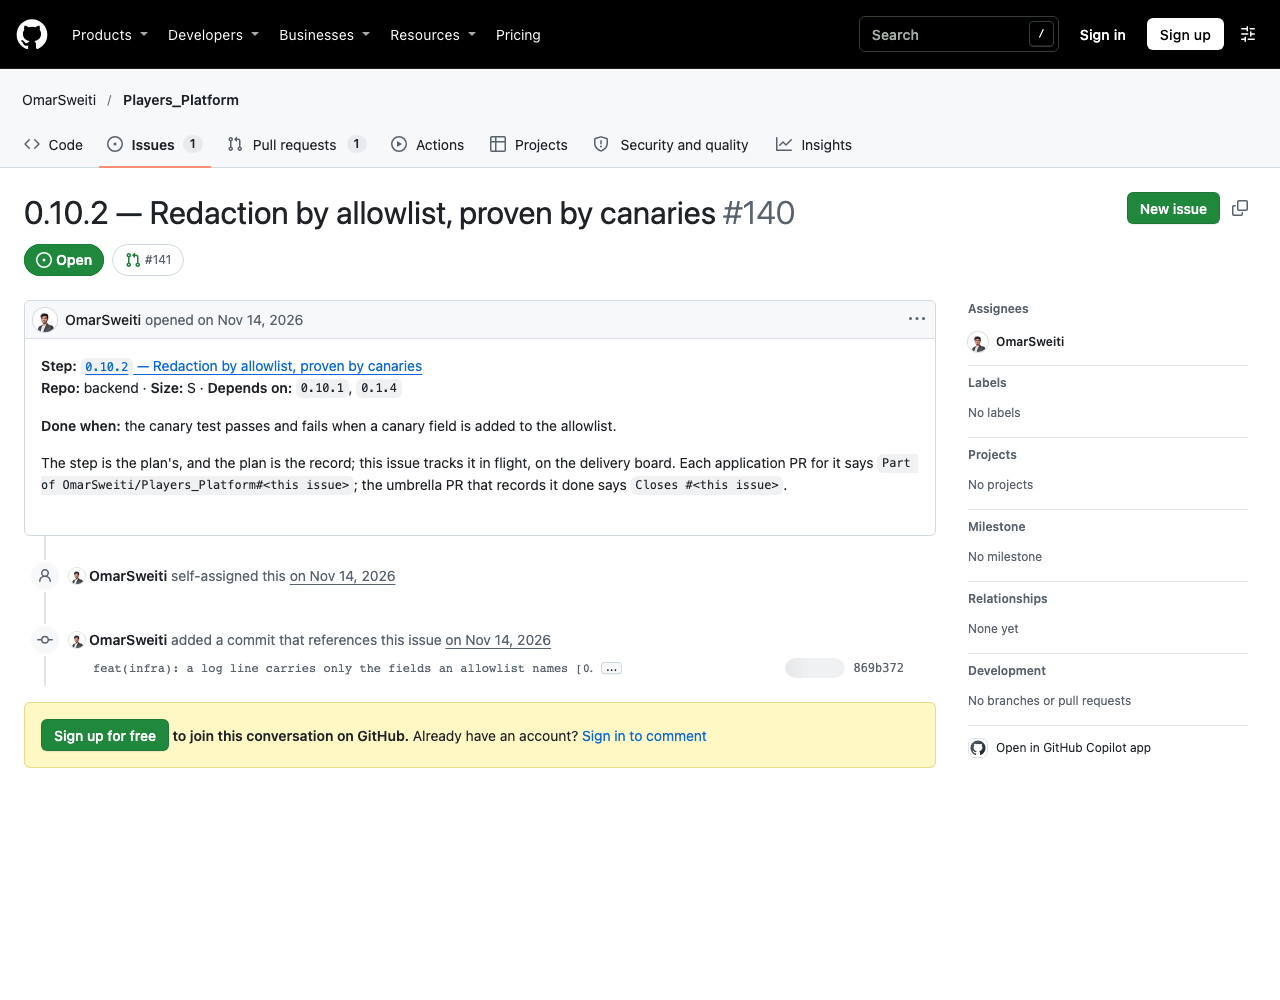 Products Developers Businesses Resources Pricing Search / Sign in Sign up
OmarSweiti / Players_Platform
Code Issues 1 Pull requests 1 Actions Projects Security and quality Insights
0.10.2 — Redaction by allowlist, proven by canaries #140
New issue
Open #141
OmarSweiti opened on Nov 14, 2026
Step: 0.10.2 — Redaction by allowlist, proven by canaries
Repo: backend · Size: S · Depends on: 0.10.1, 0.1.4
Done when: the canary test passes and fails when a canary field is added to the allowlist.
The step is the plan's, and the plan is the record; this issue tracks it in flight, on the delivery board. Each application PR for it says Part
of OmarSweiti/Players_Platform#<this issue>; the umbrella PR that records it done says Closes #<this issue>.
OmarSweiti self-assigned this on Nov 14, 2026
OmarSweiti added a commit that references this issue on Nov 14, 2026
feat(infra): a log line carries only the fields an allowlist names [0. … 869b372
Sign up for free to join this conversation on GitHub. Already have an account? Sign in to comment
Assignees
OmarSweiti
Labels
No labels
Projects
No projects
Milestone
No milestone
Relationships
None yet
Development
No branches or pull requests
Open in GitHub Copilot app